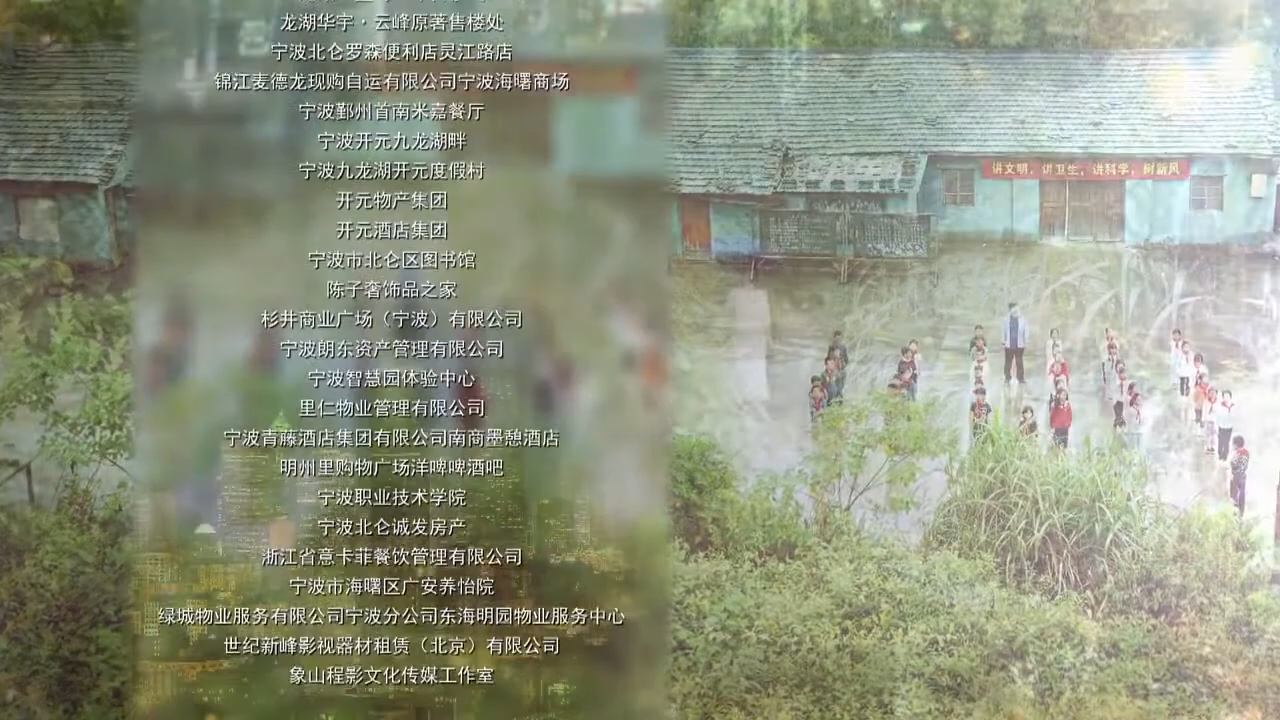 龙湖华宇·云峰原著售楼处
宁波北仑罗森便利店灵江路店
锦江麦德龙现购自运有限公司宁波海曙商场
宁波鄞州首南米嘉餐厅
宁波开元九龙湖畔
宁波九龙湖开元度假村
开元物产集团
开元酒店集团
宁波市北仑区图书馆
陈子奢饰品之家
杉井商业广场（宁波）有限公司
宁波朗东资产管理有限公司
宁波智慧园体验中心
里仁物业管理有限公司
宁波青藤酒店集团有限公司南商墨憩酒店
明州里购物广场洋啤啤酒吧
宁波职业技术学院
宁波北仑诚发房产
浙江省意卡菲餐饮管理有限公司
宁波市海曙区广安养怡院
绿城物业服务有限公司宁波分公司东海明园物业服务中心
世纪新峰影视器材租赁（北京）有限公司
象山程影文化传媒工作室
讲文明，讲卫生，讲科学，树新风